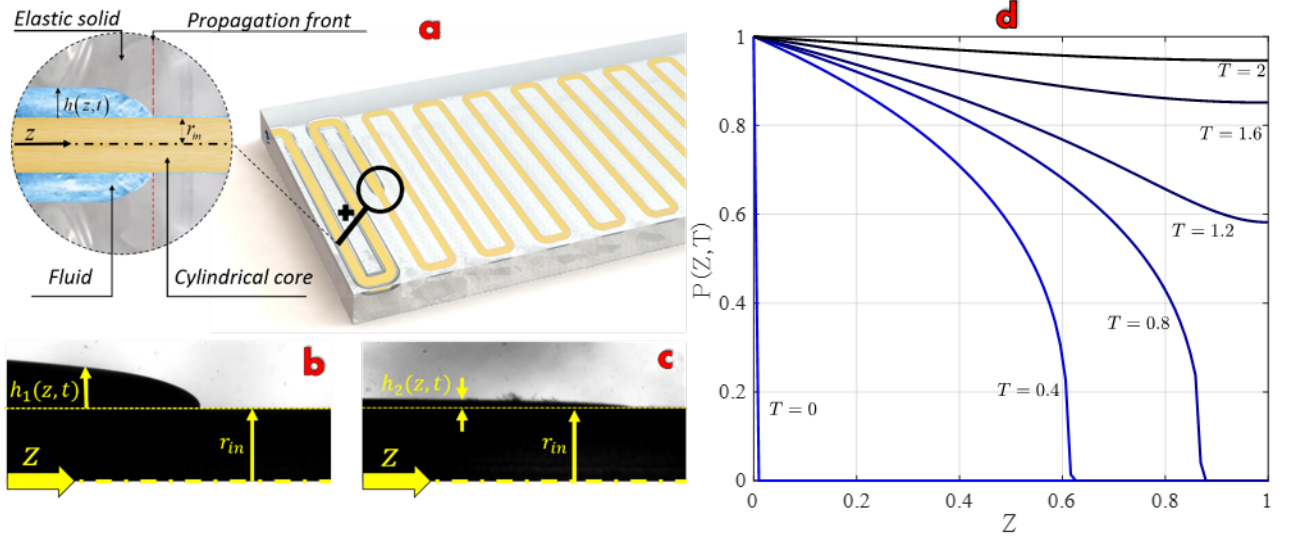 a
Elastic solid
Propagation front
h(z,t)
r_in
z
Fluid
Cylindrical core
b
h₁(z,t)
r_in
Z
c
h₂(z,t)
r_in
Z
d
1
0.8
0.6
0.4
0.2
0
P(Z,T)
T = 2
T = 1.6
T = 1.2
T = 0.8
T = 0.4
T = 0
0 0.2 0.4 0.6 0.8 1
Z